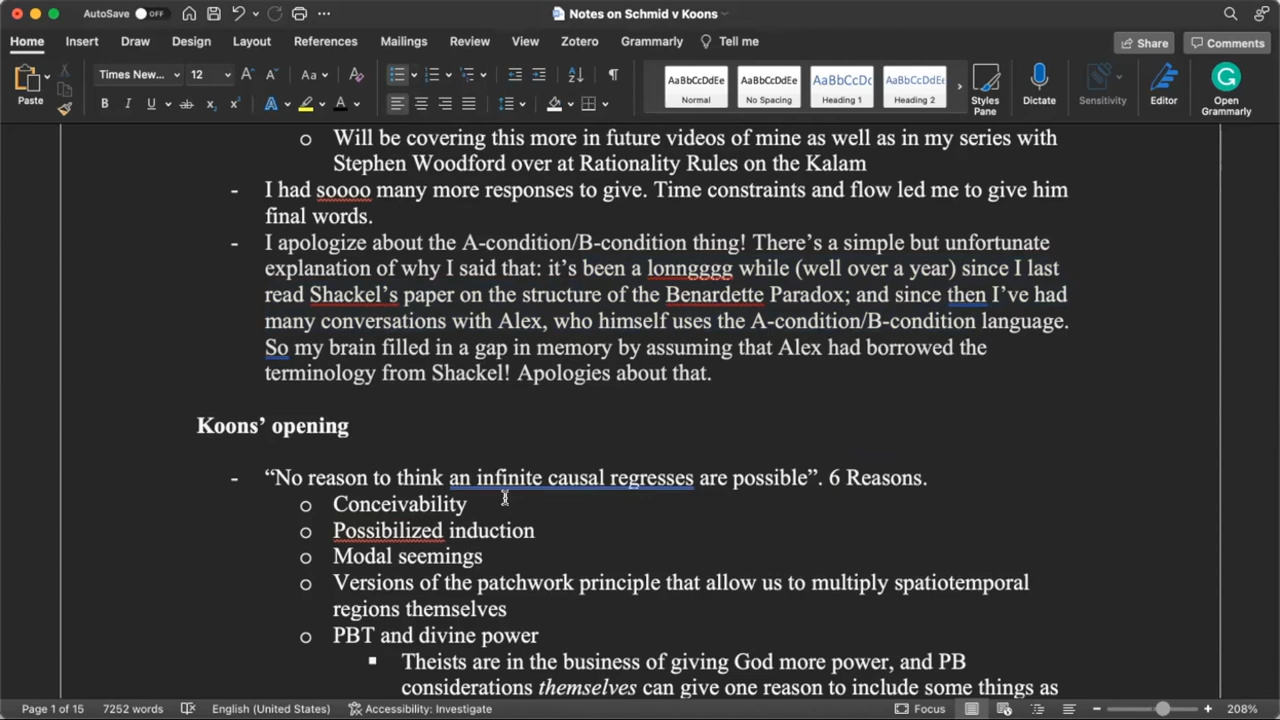 AutoSave OFF
Notes on Schmid v Koons
Home Insert Draw Design Layout References Mailings Review View Zotero Grammarly Tell me Share Comments
Times New... 12 Aa
AaBbCcDdEe AaBbCcDdEe AaBbCcDc AaBbCcDdEe
Normal No Spacing Heading 1 Heading 2
Paste B I U ab X A A Styles Pane Dictate Sensitivity Editor Open Grammarly
o Will be covering this more in future videos of mine as well as in my series with
Stephen Woodford over at Rationality Rules on the Kalam
- I had soooo many more responses to give. Time constraints and flow led me to give him
final words.
- I apologize about the A-condition/B-condition thing! There’s a simple but unfortunate
explanation of why I said that: it’s been a lonngggg while (well over a year) since I last
read Shackel’s paper on the structure of the Benardette Paradox; and since then I’ve had
many conversations with Alex, who himself uses the A-condition/B-condition language.
So my brain filled in a gap in memory by assuming that Alex had borrowed the
terminology from Shackel! Apologies about that.
Koons’ opening
- “No reason to think an infinite causal regresses are possible”. 6 Reasons.
o Conceivability
o Possibilized induction
o Modal seemings
o Versions of the patchwork principle that allow us to multiply spatiotemporal
regions themselves
o PBT and divine power
▪ Theists are in the business of giving God more power, and PB
considerations themselves can give one reason to include some things as
Page 1 of 15 7252 words English (United States) Accessibility: Investigate Focus 208%